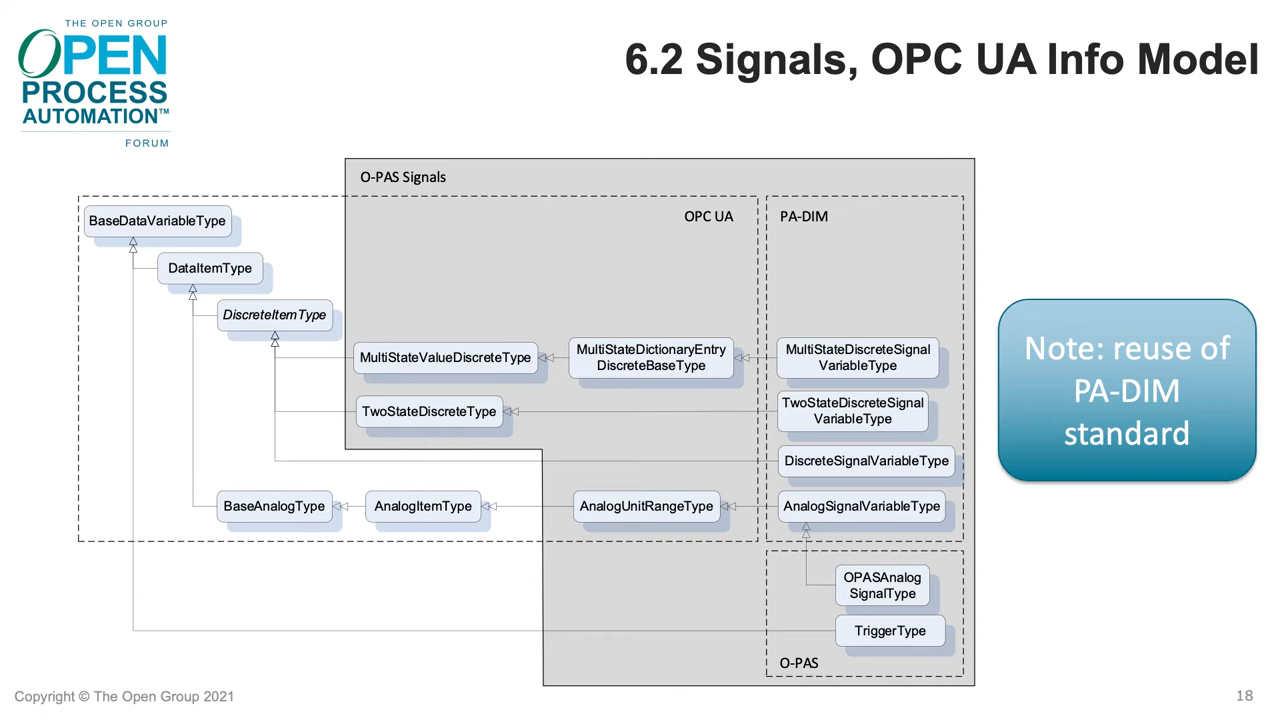 THE OPEN GROUP
OPEN
PROCESS
AUTOMATION™
FORUM
6.2 Signals, OPC UA Info Model
O-PAS Signals
OPC UA
PA-DIM
BaseDataVariableType
DataItemType
DiscreteItemType
MultiStateValueDiscreteType
MultiStateDictionaryEntry
DiscreteBaseType
MultiStateDiscreteSignal
VariableType
TwoStateDiscreteType
TwoStateDiscreteSignal
VariableType
DiscreteSignalVariableType
BaseAnalogType
AnalogItemType
AnalogUnitRangeType
AnalogSignalVariableType
OPASAnalog
SignalType
TriggerType
O-PAS
Note: reuse of
PA-DIM
standard
Copyright © The Open Group 2021
18